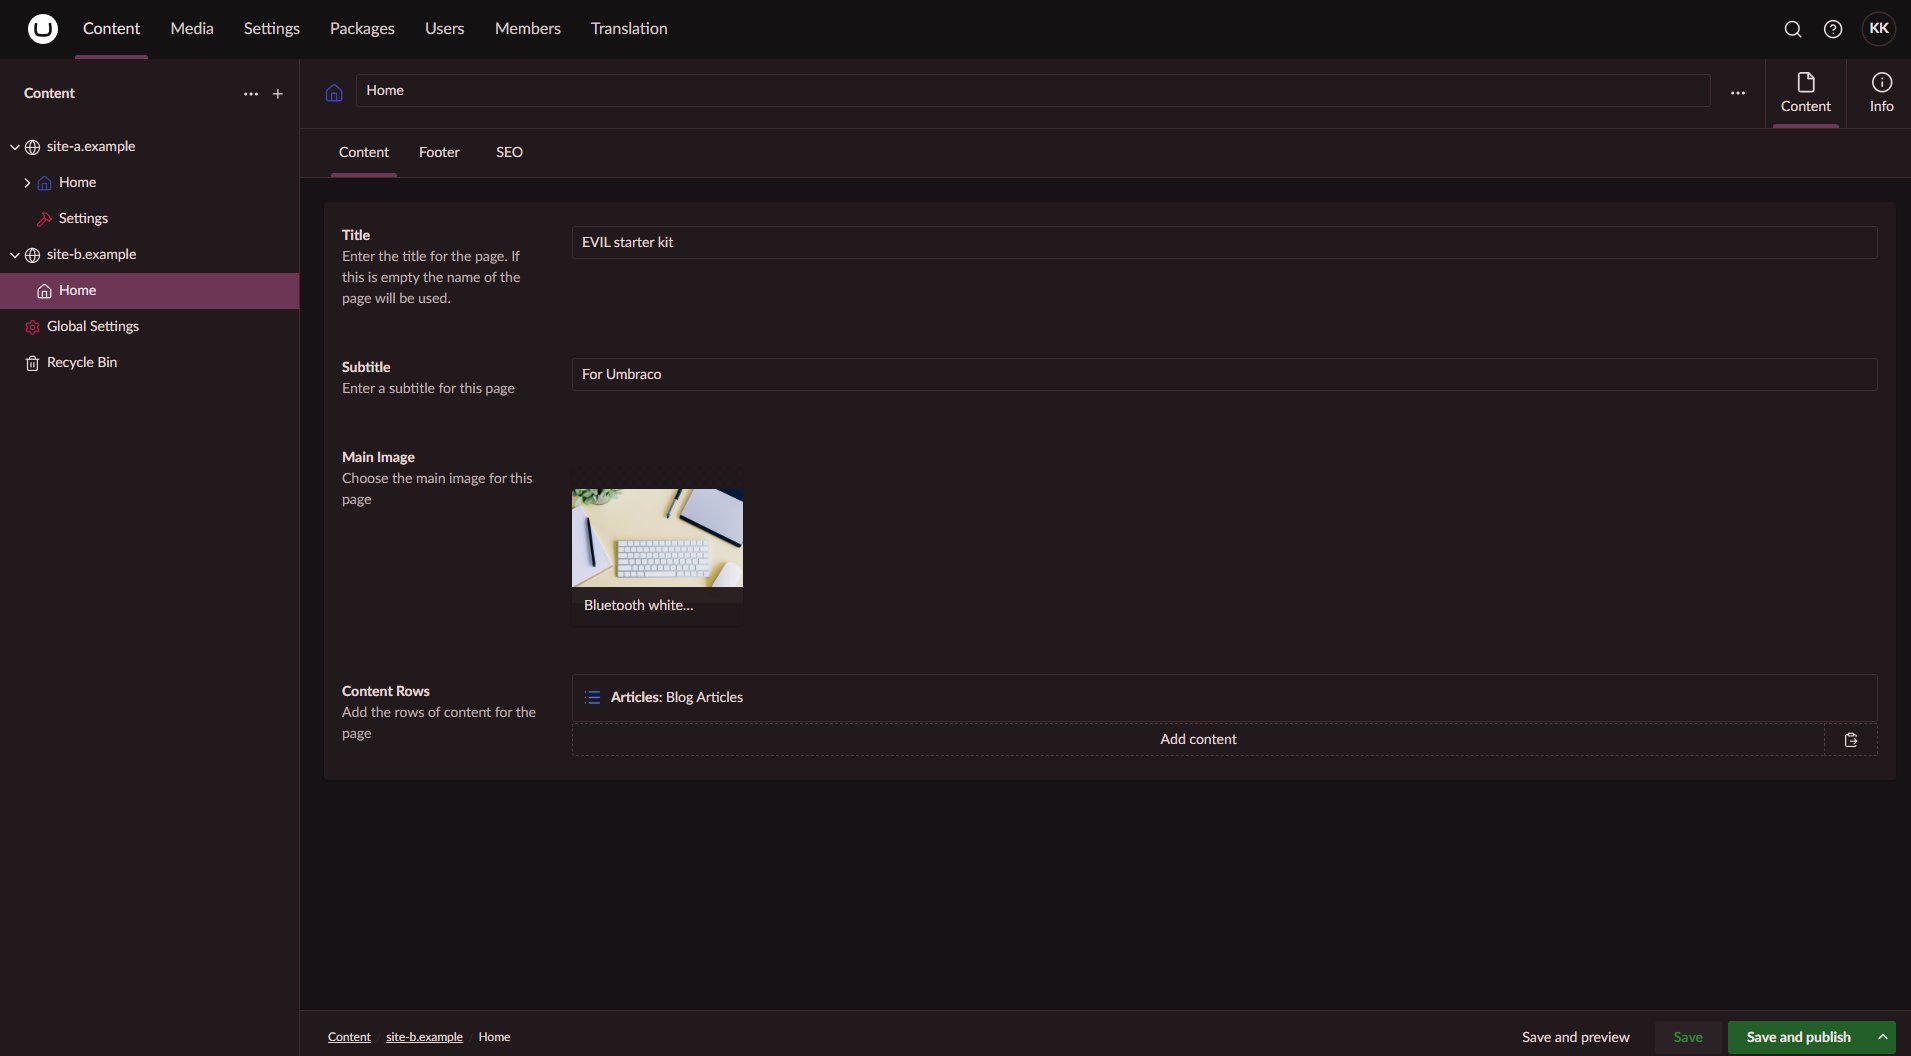 Content
Media
Settings
Packages
Users
Members
Translation
KK
Content
site-a.example
Home
Settings
site-b.example
Home
Global Settings
Recycle Bin
Home
Content
Info
Content
Footer
SEO
Title
Enter the title for the page. If
this is empty the name of the
page will be used.
EVIL starter kit
Subtitle
Enter a subtitle for this page
For Umbraco
Main Image
Choose the main image for this
page
Bluetooth white...
Content Rows
Add the rows of content for the
page
Articles: Blog Articles
Add content
Content / site-b.example / Home
Save and preview
Save
Save and publish